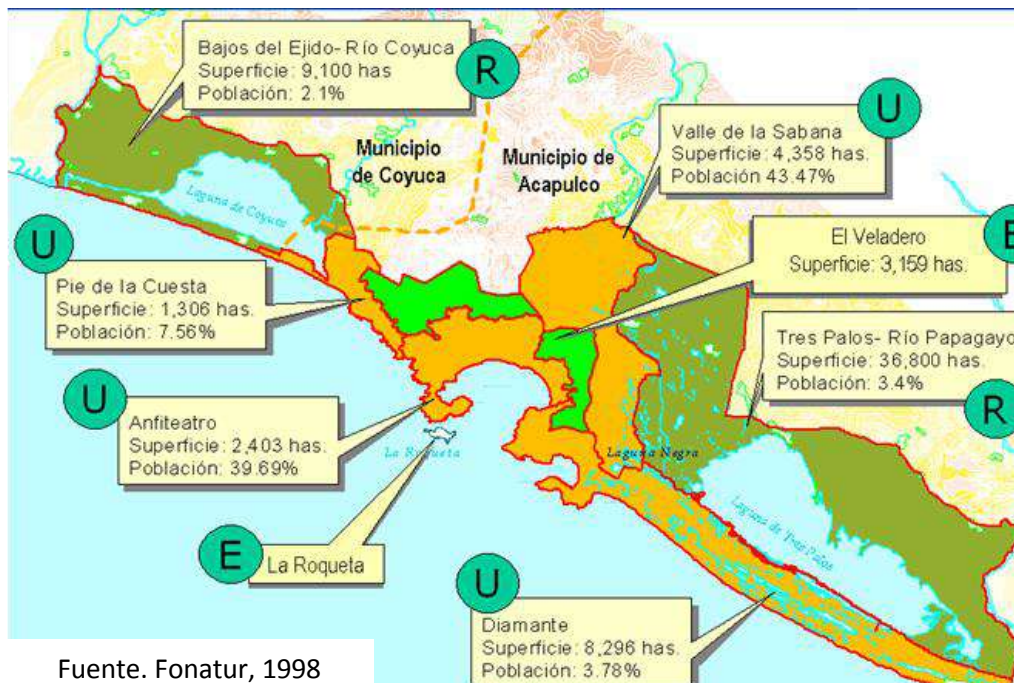 Bajos del Ejido- Río Coyuca
Superficie: 9,100 has
Población: 2.1%
R
U
Valle de la Sabana
Superficie: 4,358 has.
Población 43.47%
Municipio
de Coyuca
Municipio de
Acapulco
Laguna de Coyuca
E
El Veladero
Superficie: 3,159 has.
U
Pie de la Cuesta
Superficie: 1,306 has.
Población: 7.56%
Tres Palos- Río Papagayo
Superficie: 36,800 has.
Población: 3.4%
R
U
Anfiteatro
Superficie: 2,403 has.
Población: 39.69%
La Roqueta
Laguna Negra
Laguna de Tres Palos
E
La Roqueta
U
Diamante
Superficie: 8,296 has.
Población: 3.78%
Fuente. Fonatur, 1998